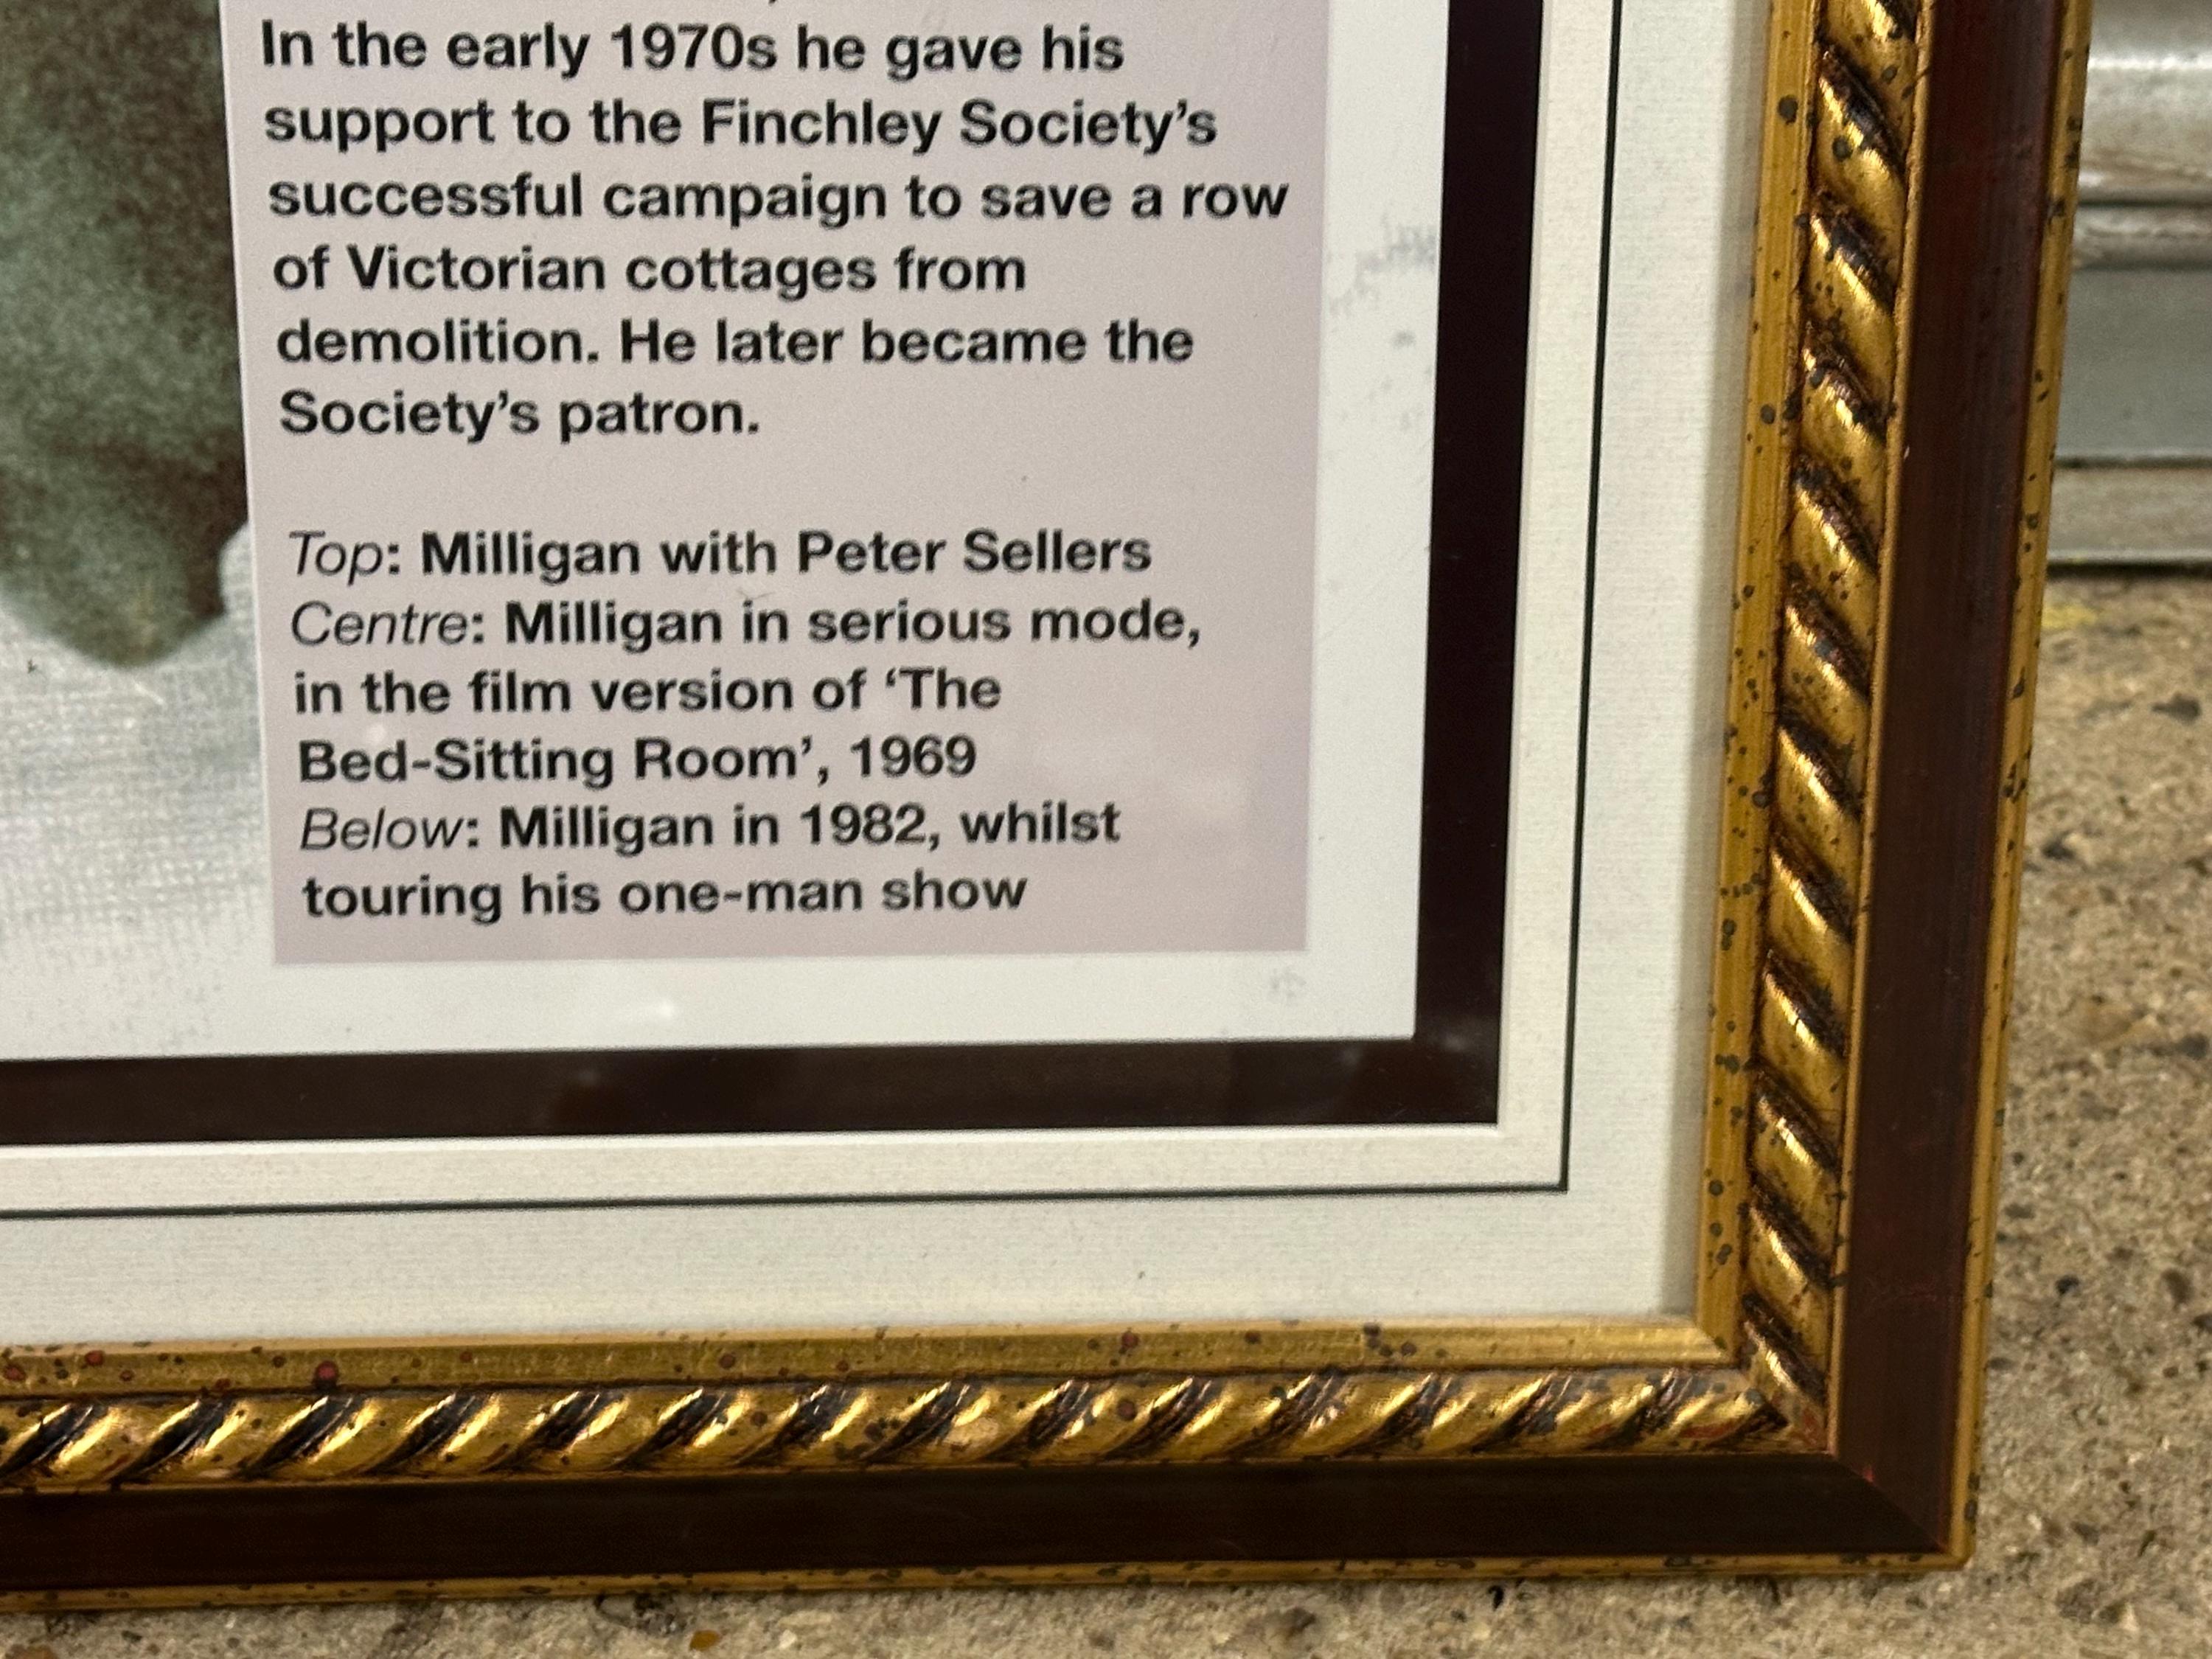 In the early 1970s he gave his
support to the Finchley Society's
successful campaign to save a row
of Victorian cottages from
demolition. He later became the
Society's patron.
Top: Milligan with Peter Sellers
Centre: Milligan in serious mode,
in the film version of ‘The
Bed-Sitting Room’, 1969
Below: Milligan in 1982, whilst
touring his one-man show